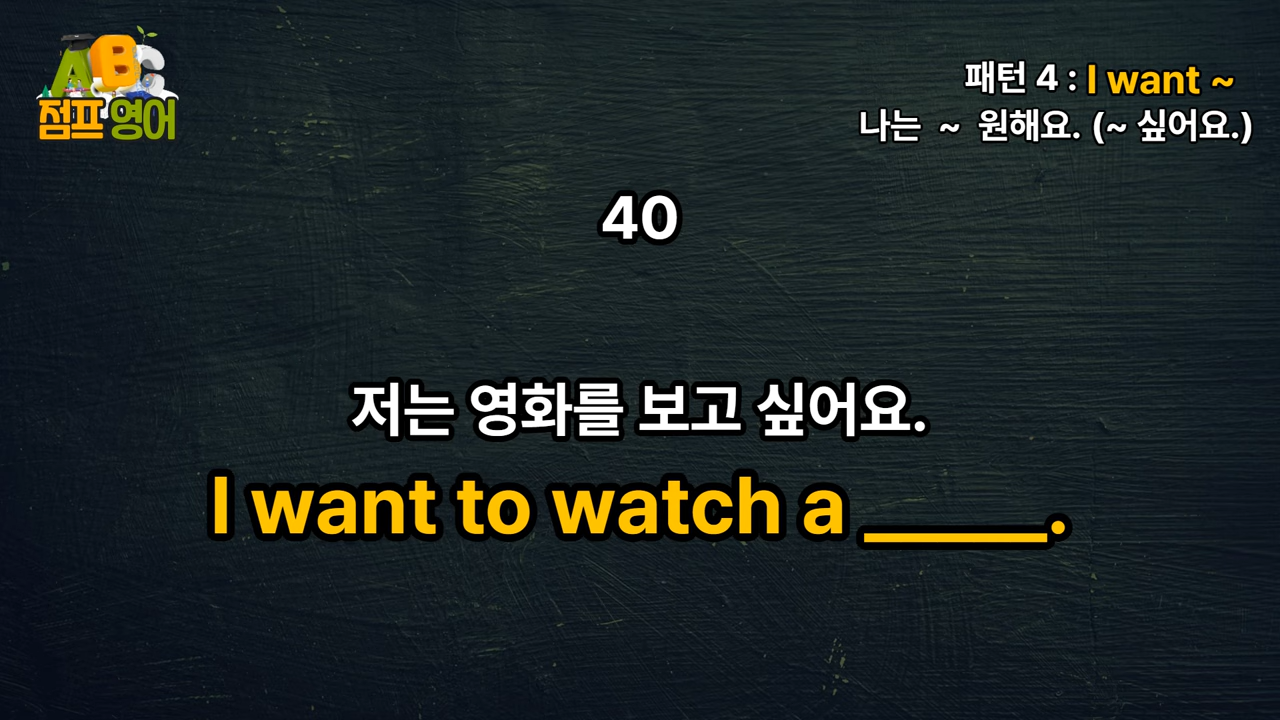 ABC
점프 영어
패턴 4 : I want ~
나는 ~ 원해요. (~ 싶어요.)
40
저는 영화를 보고 싶어요.
I want to watch a _____.